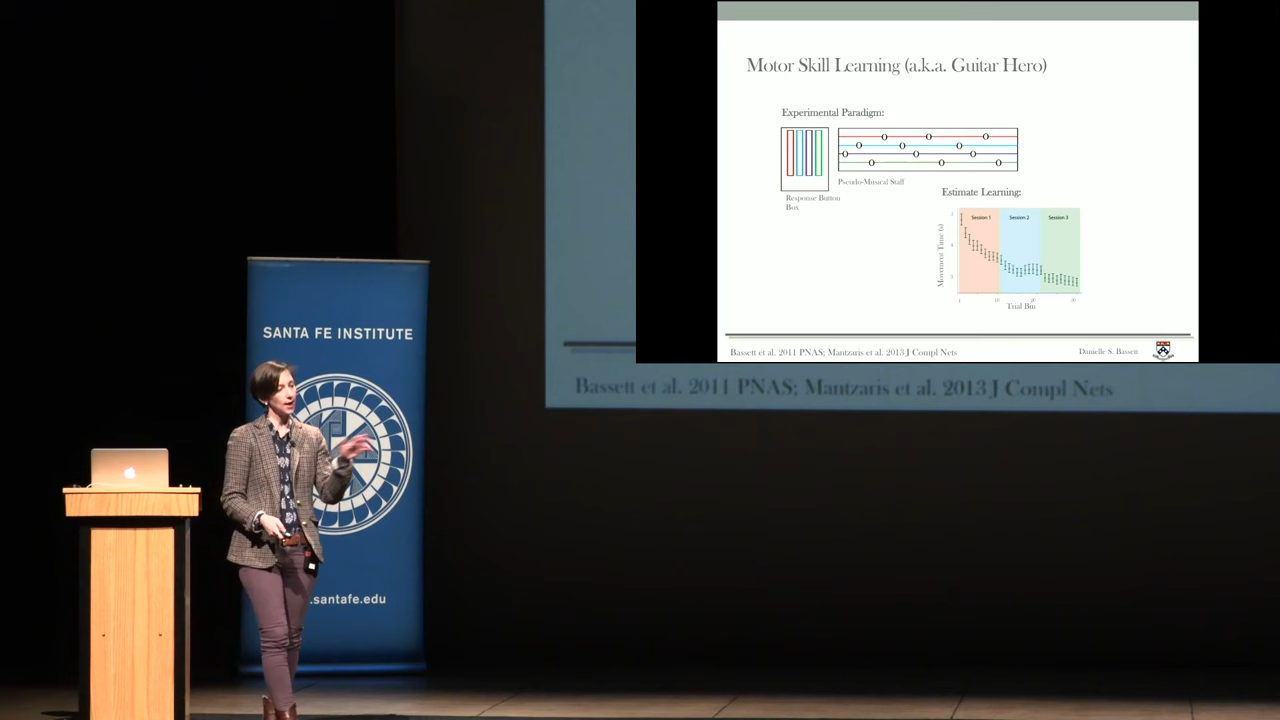 Motor Skill Learning (a.k.a. Guitar Hero)
Experimental Paradigm:
Pseudo-Musical Staff
Response Button
Box
Estimate Learning:
Session 1 Session 2 Session 3
Movement Time (s)
Trial Bin
Bassett et al. 2011 PNAS; Mantzaris et al. 2013 J Compl Nets
Danielle S. Bassett
Bassett et al. 2011 PNAS; Mantzaris et al. 2013 J Compl Nets
SANTA FE INSTITUTE
.santafe.edu